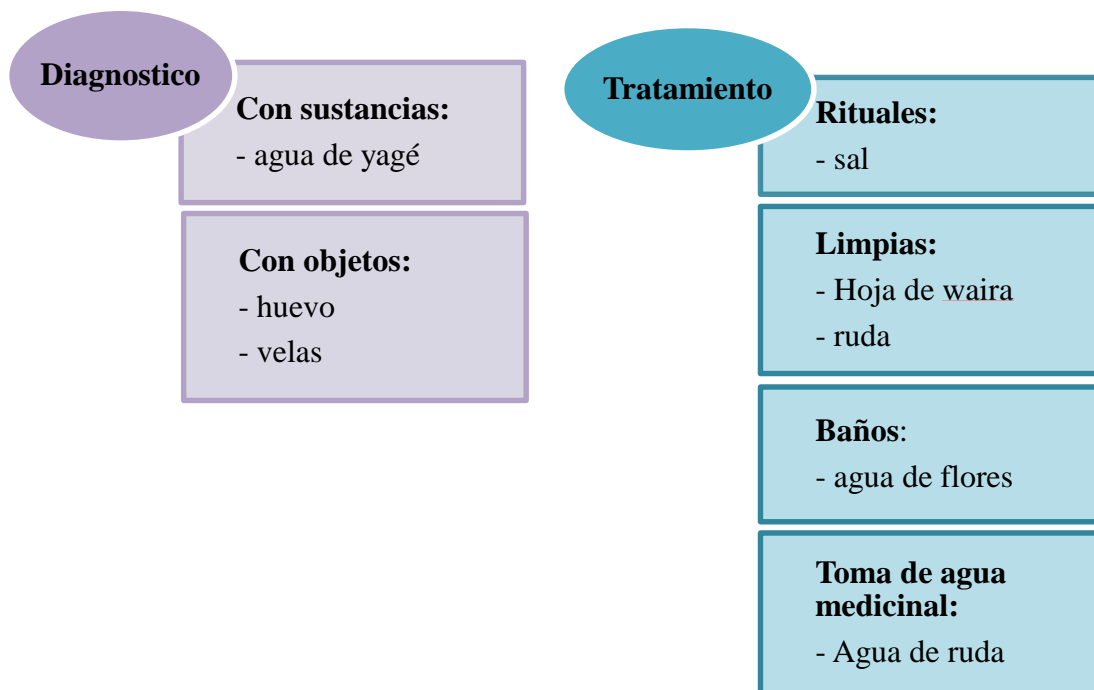 Diagnostico
Con sustancias:
- agua de yagé
Con objetos:
- huevo
- velas
Tratamiento
Rituales:
- sal
Limpias:
- Hoja de waira
- ruda
Baños:
- agua de flores
Toma de agua
medicinal:
- Agua de ruda